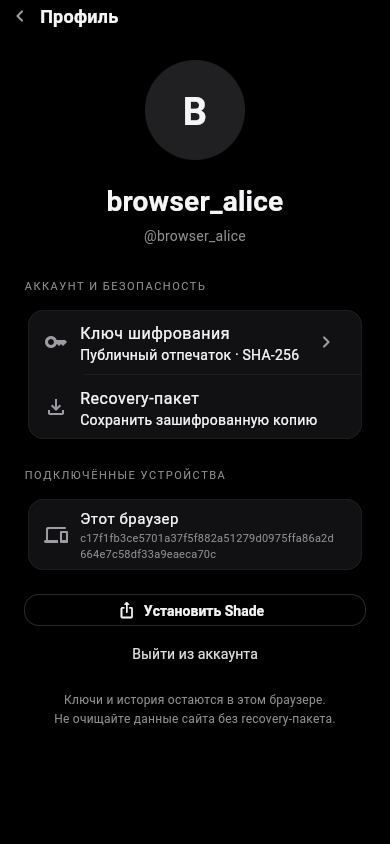 Профиль
B
browser_alice
@browser_alice
АККАУНТ И БЕЗОПАСНОСТЬ
Ключ шифрования
Публичный отпечаток · SHA-256
Recovery-пакет
Сохранить зашифрованную копию
ПОДКЛЮЧЁННЫЕ УСТРОЙСТВА
Этот браузер
c17f1fb3ce5701a37f5f882a51279d0975ffa86a2d
664e7c58df33a9eaeca70c
Установить Shade
Выйти из аккаунта
Ключи и история остаются в этом браузере.
Не очищайте данные сайта без recovery-пакета.